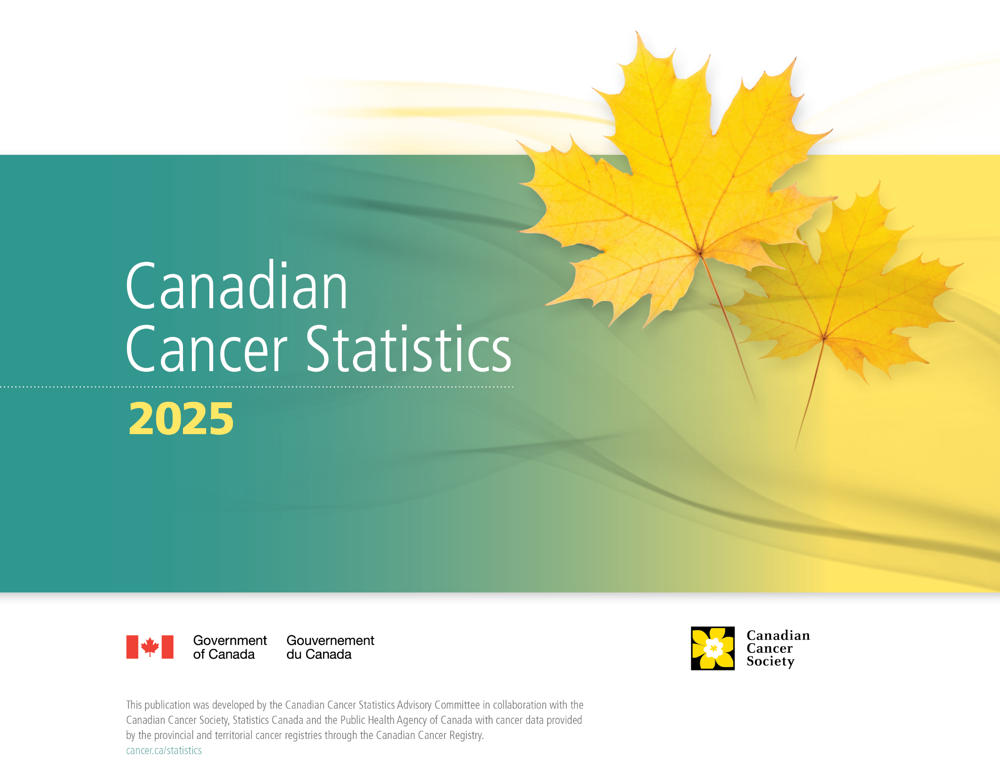 Canadian
Cancer Statistics
2025
Government
of Canada
Gouvernement
du Canada
Canadian
Cancer
Society
This publication was developed by the Canadian Cancer Statistics Advisory Committee in collaboration with the
Canadian Cancer Society, Statistics Canada and the Public Health Agency of Canada with cancer data provided
by the provincial and territorial cancer registries through the Canadian Cancer Registry.
cancer.ca/statistics